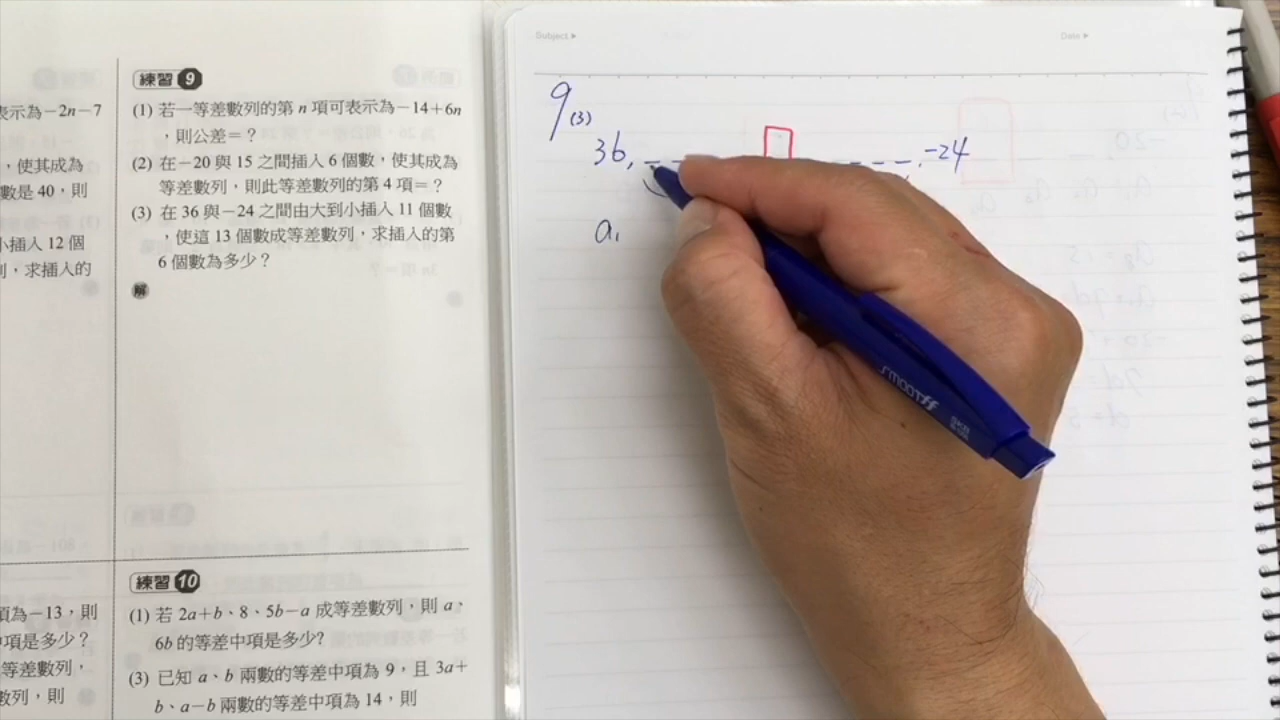 表示為－2n－7
，使其成為
數是 40，則
小插入 12 個
列，求插入的
練習 9
(1) 若一等差數列的第 n 項可表示為－14＋6n
，則公差＝？
(2) 在－20 與 15 之間插入 6 個數，使其成為
等差數列，則此等差數列的第 4 項＝？
(3) 在 36 與－24 之間由大到小插入 11 個數
，使這 13 個數成等差數列，求插入的第
6 個數為多少？
解
項為－13，則
中項是多少？
等差數列，
數列，則
練習 10
(1) 若 2a＋b、8、5b－a 成等差數列，則 a、
6b 的等差中項是多少?
(3) 已知 a、b 兩數的等差中項為 9，且 3a＋
b、a－b 兩數的等差中項為 14，則
Subject ▶
Date ▶
9(3)
36, _ _ _ _ _ _, -24
a₁
SMOOTff
SKB